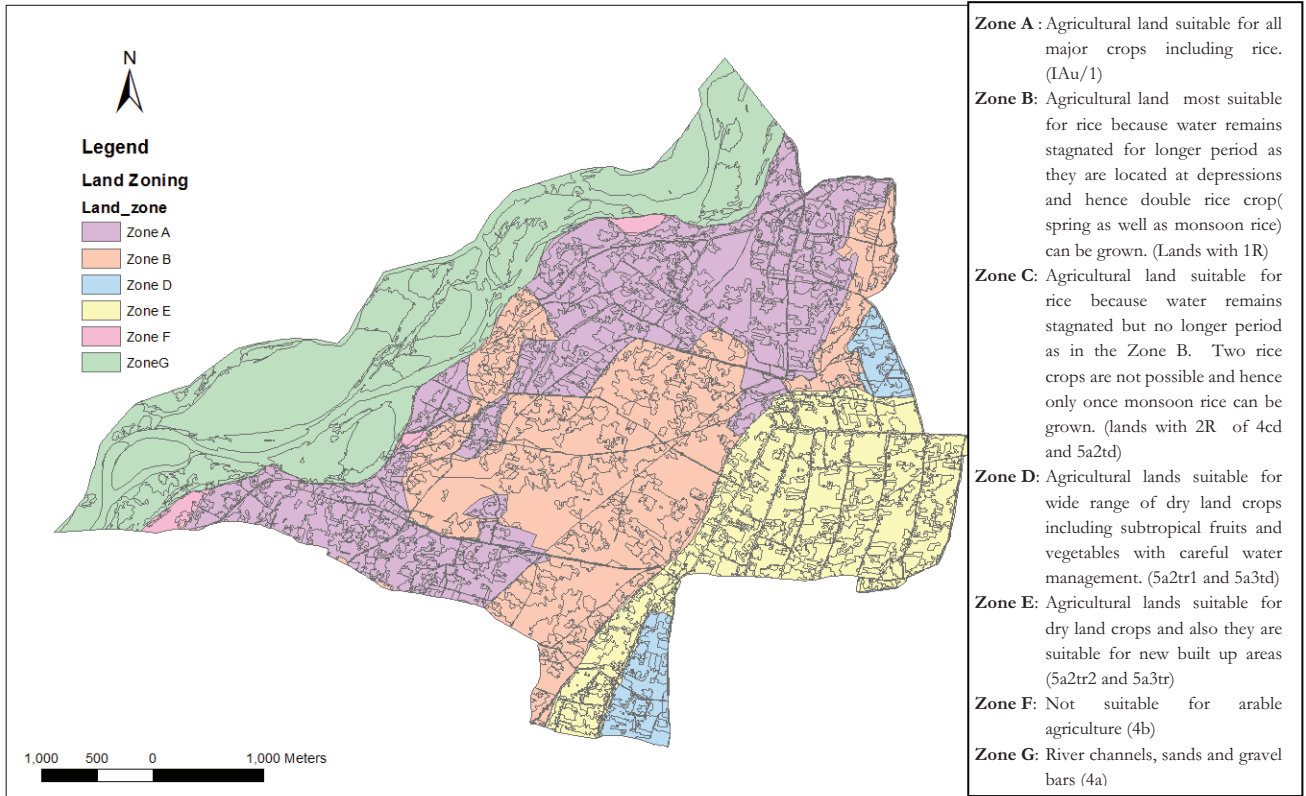 N
Legend
Land Zoning
Land_zone
Zone A
Zone B
Zone D
Zone E
Zone F
ZoneG
1,000 500 0 1,000 Meters
Zone A : Agricultural land suitable for all
major crops including rice.
(IAu/1)
Zone B: Agricultural land most suitable
for rice because water remains
stagnated for longer period as
they are located at depressions
and hence double rice crop(
spring as well as monsoon rice)
can be grown. (Lands with 1R)
Zone C: Agricultural land suitable for
rice because water remains
stagnated but no longer period
as in the Zone B. Two rice
crops are not possible and hence
only once monsoon rice can be
grown. (lands with 2R of 4cd
and 5a2td)
Zone D: Agricultural lands suitable for
wide range of dry land crops
including subtropical fruits and
vegetables with careful water
management. (5a2tr1 and 5a3td)
Zone E: Agricultural lands suitable for
dry land crops and also they are
suitable for new built up areas
(5a2tr2 and 5a3tr)
Zone F: Not suitable for arable
agriculture (4b)
Zone G: River channels, sands and gravel
bars (4a)